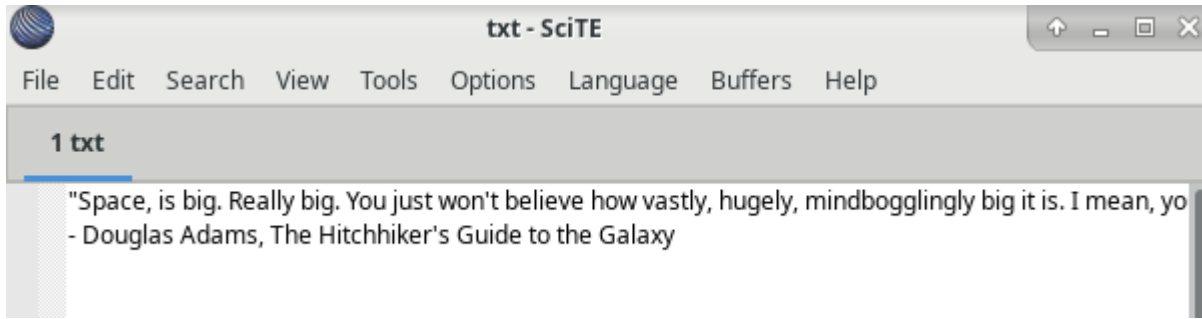 txt - SciTE
File Edit Search View Tools Options Language Buffers Help
1 txt
"Space, is big. Really big. You just won't believe how vastly, hugely, mindbogglingly big it is. I mean, yo
- Douglas Adams, The Hitchhiker's Guide to the Galaxy